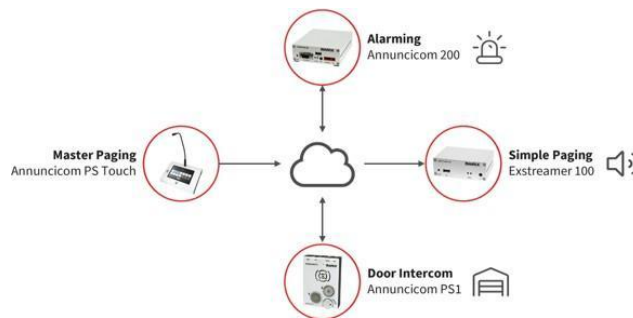 Alarming
Annuncicom 200
Master Paging
Annuncicom PS Touch
Simple Paging
Exstreamer 100
Door Intercom
Annuncicom PS1